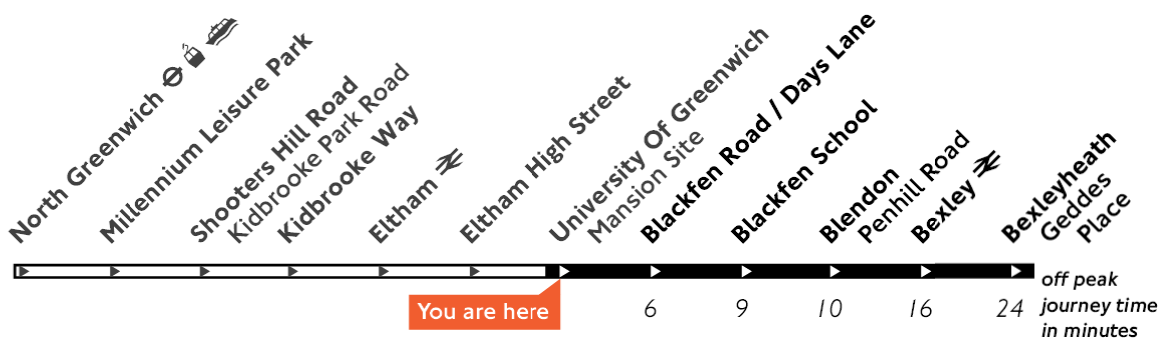 North Greenwich
Millennium Leisure Park
Shooters Hill Road
Kidbrooke Park Road
Kidbrooke Way
Eltham
Eltham High Street
University Of Greenwich
Mansion Site
Blackfen Road / Days Lane
Blackfen School
Blendon
Penhill Road
Bexley
Bexleyheath
Geddes
Place
You are here
6
9
10
16
24
off peak
journey time
in minutes